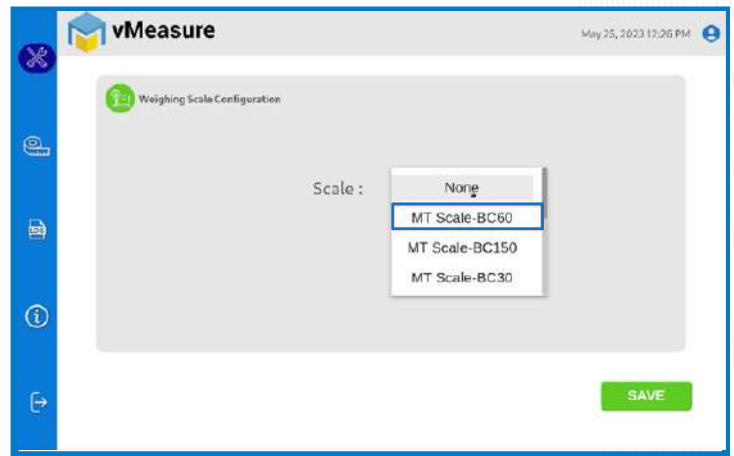 vMeasure
May 25, 2023 12:26 PM
Weighing Scale Configuration
Scale :
None
MT Scale-BC60
MT Scale-BC150
MT Scale-BC30
LOG
SAVE